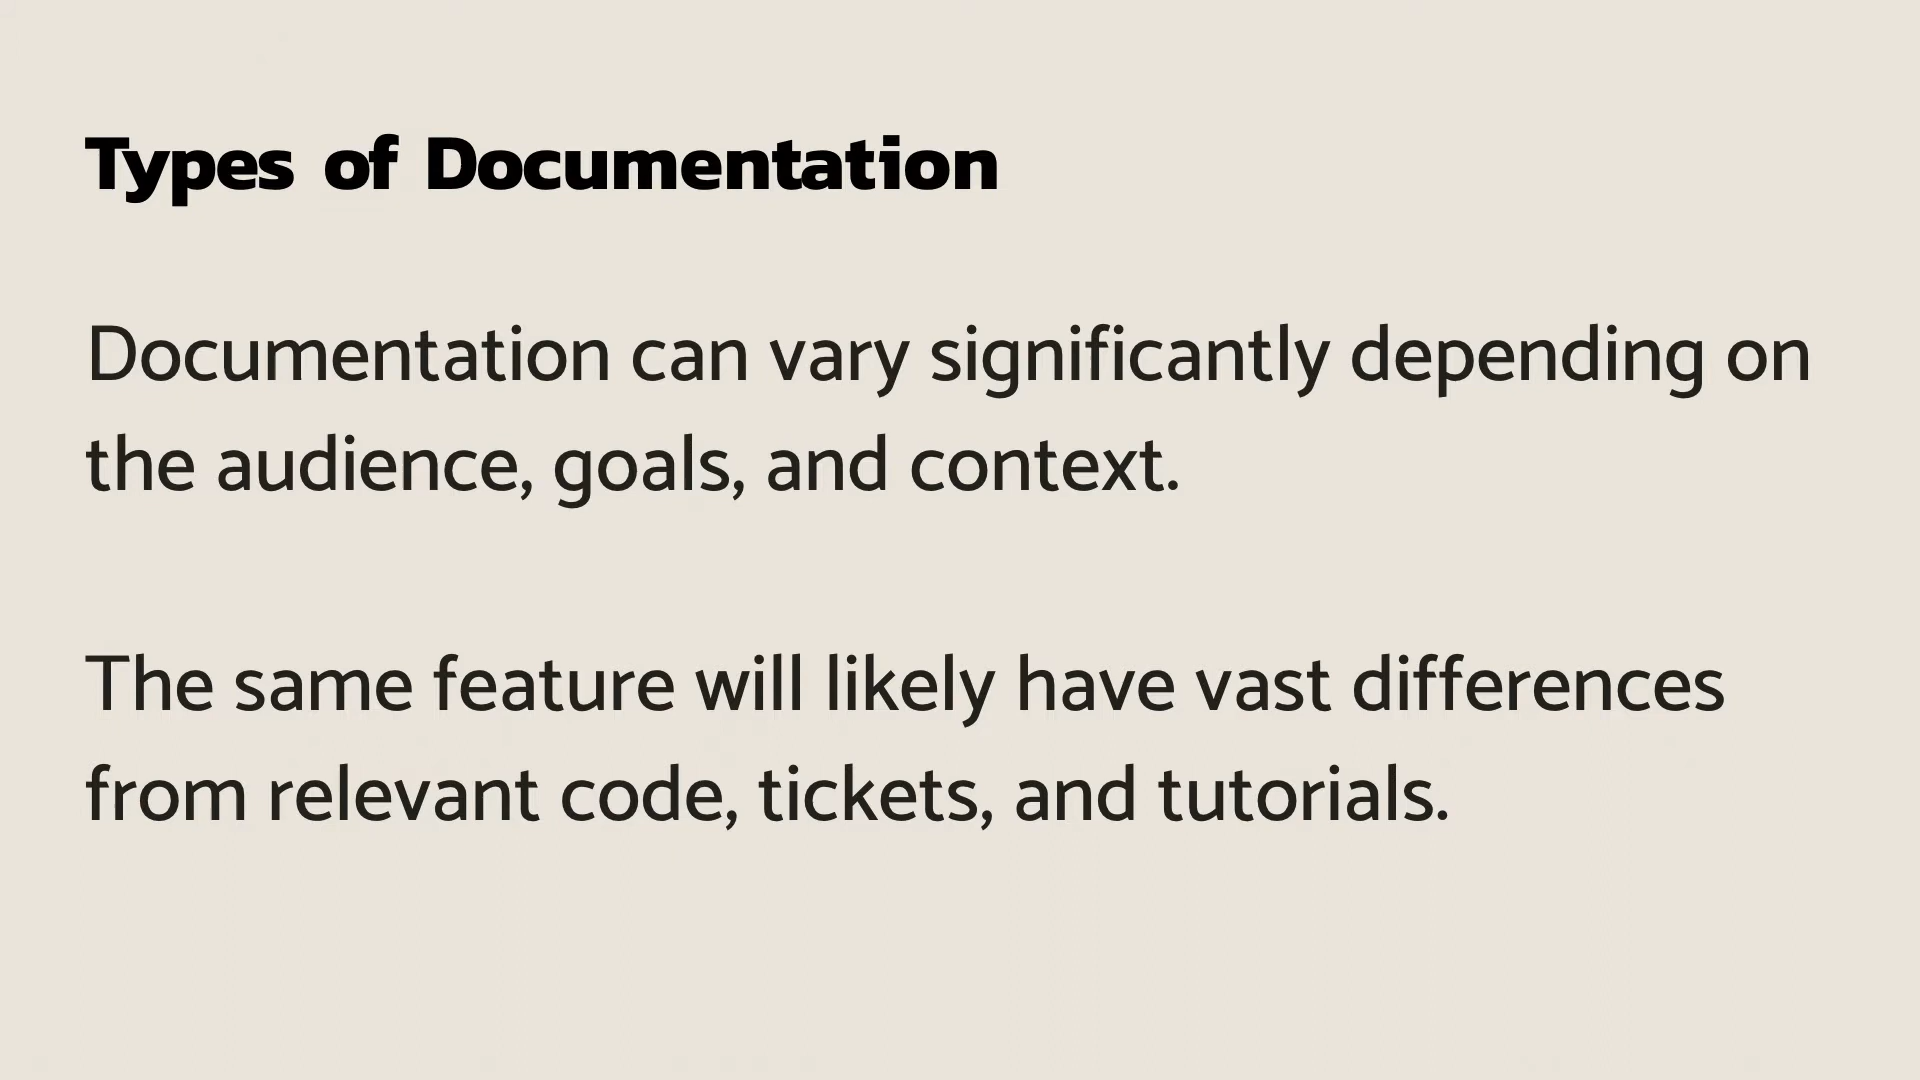 Types of Documentation
Documentation can vary significantly depending on
the audience, goals, and context.
The same feature will likely have vast differences
from relevant code, tickets, and tutorials.